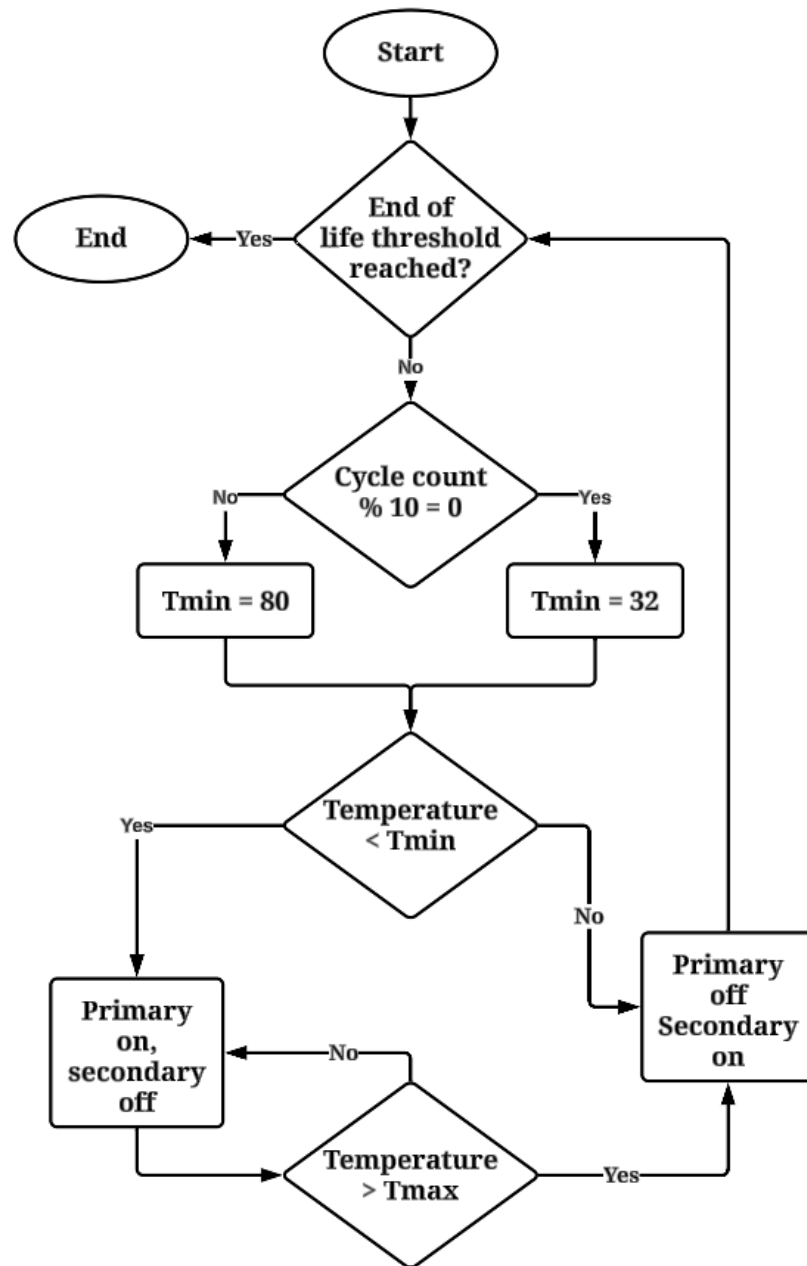 Start
End of
life threshold
reached?
Yes
End
No
Cycle count
% 10 = 0
No
Yes
Tmin = 80
Tmin = 32
Temperature
< Tmin
Yes
No
Primary
off
Secondary
on
Primary
on,
secondary
off
No
Temperature
> Tmax
Yes